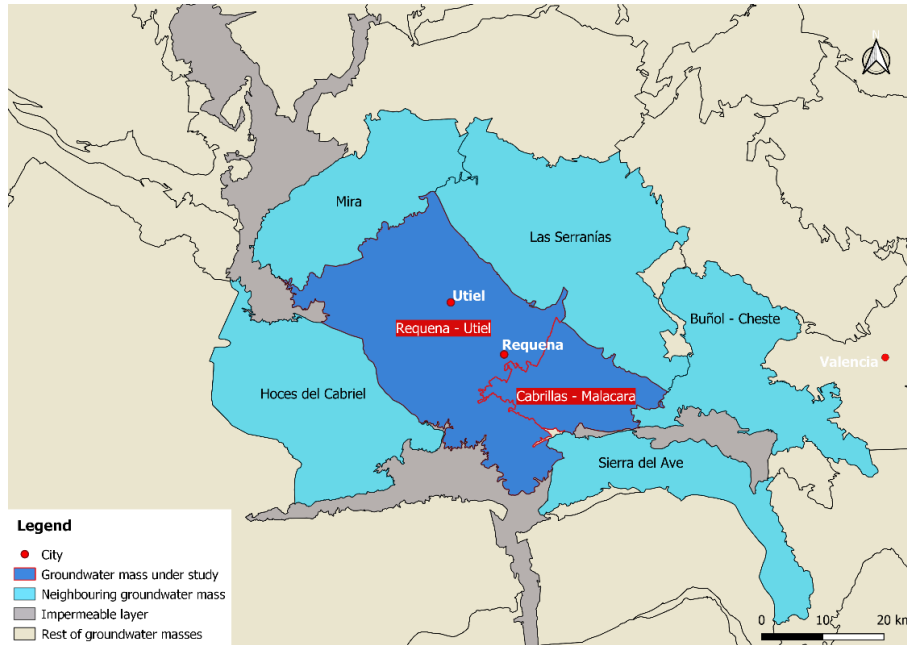 N
Mira
Las Serranías
Utiel
Buñol - Cheste
Requena - Utiel
Requena
Valencia
Hoces del Cabriel
Cabrillas - Malacara
Sierra del Ave
Legend
City
Groundwater mass under study
Neighbouring groundwater mass
Impermeable layer
Rest of groundwater masses
0 10 20 km